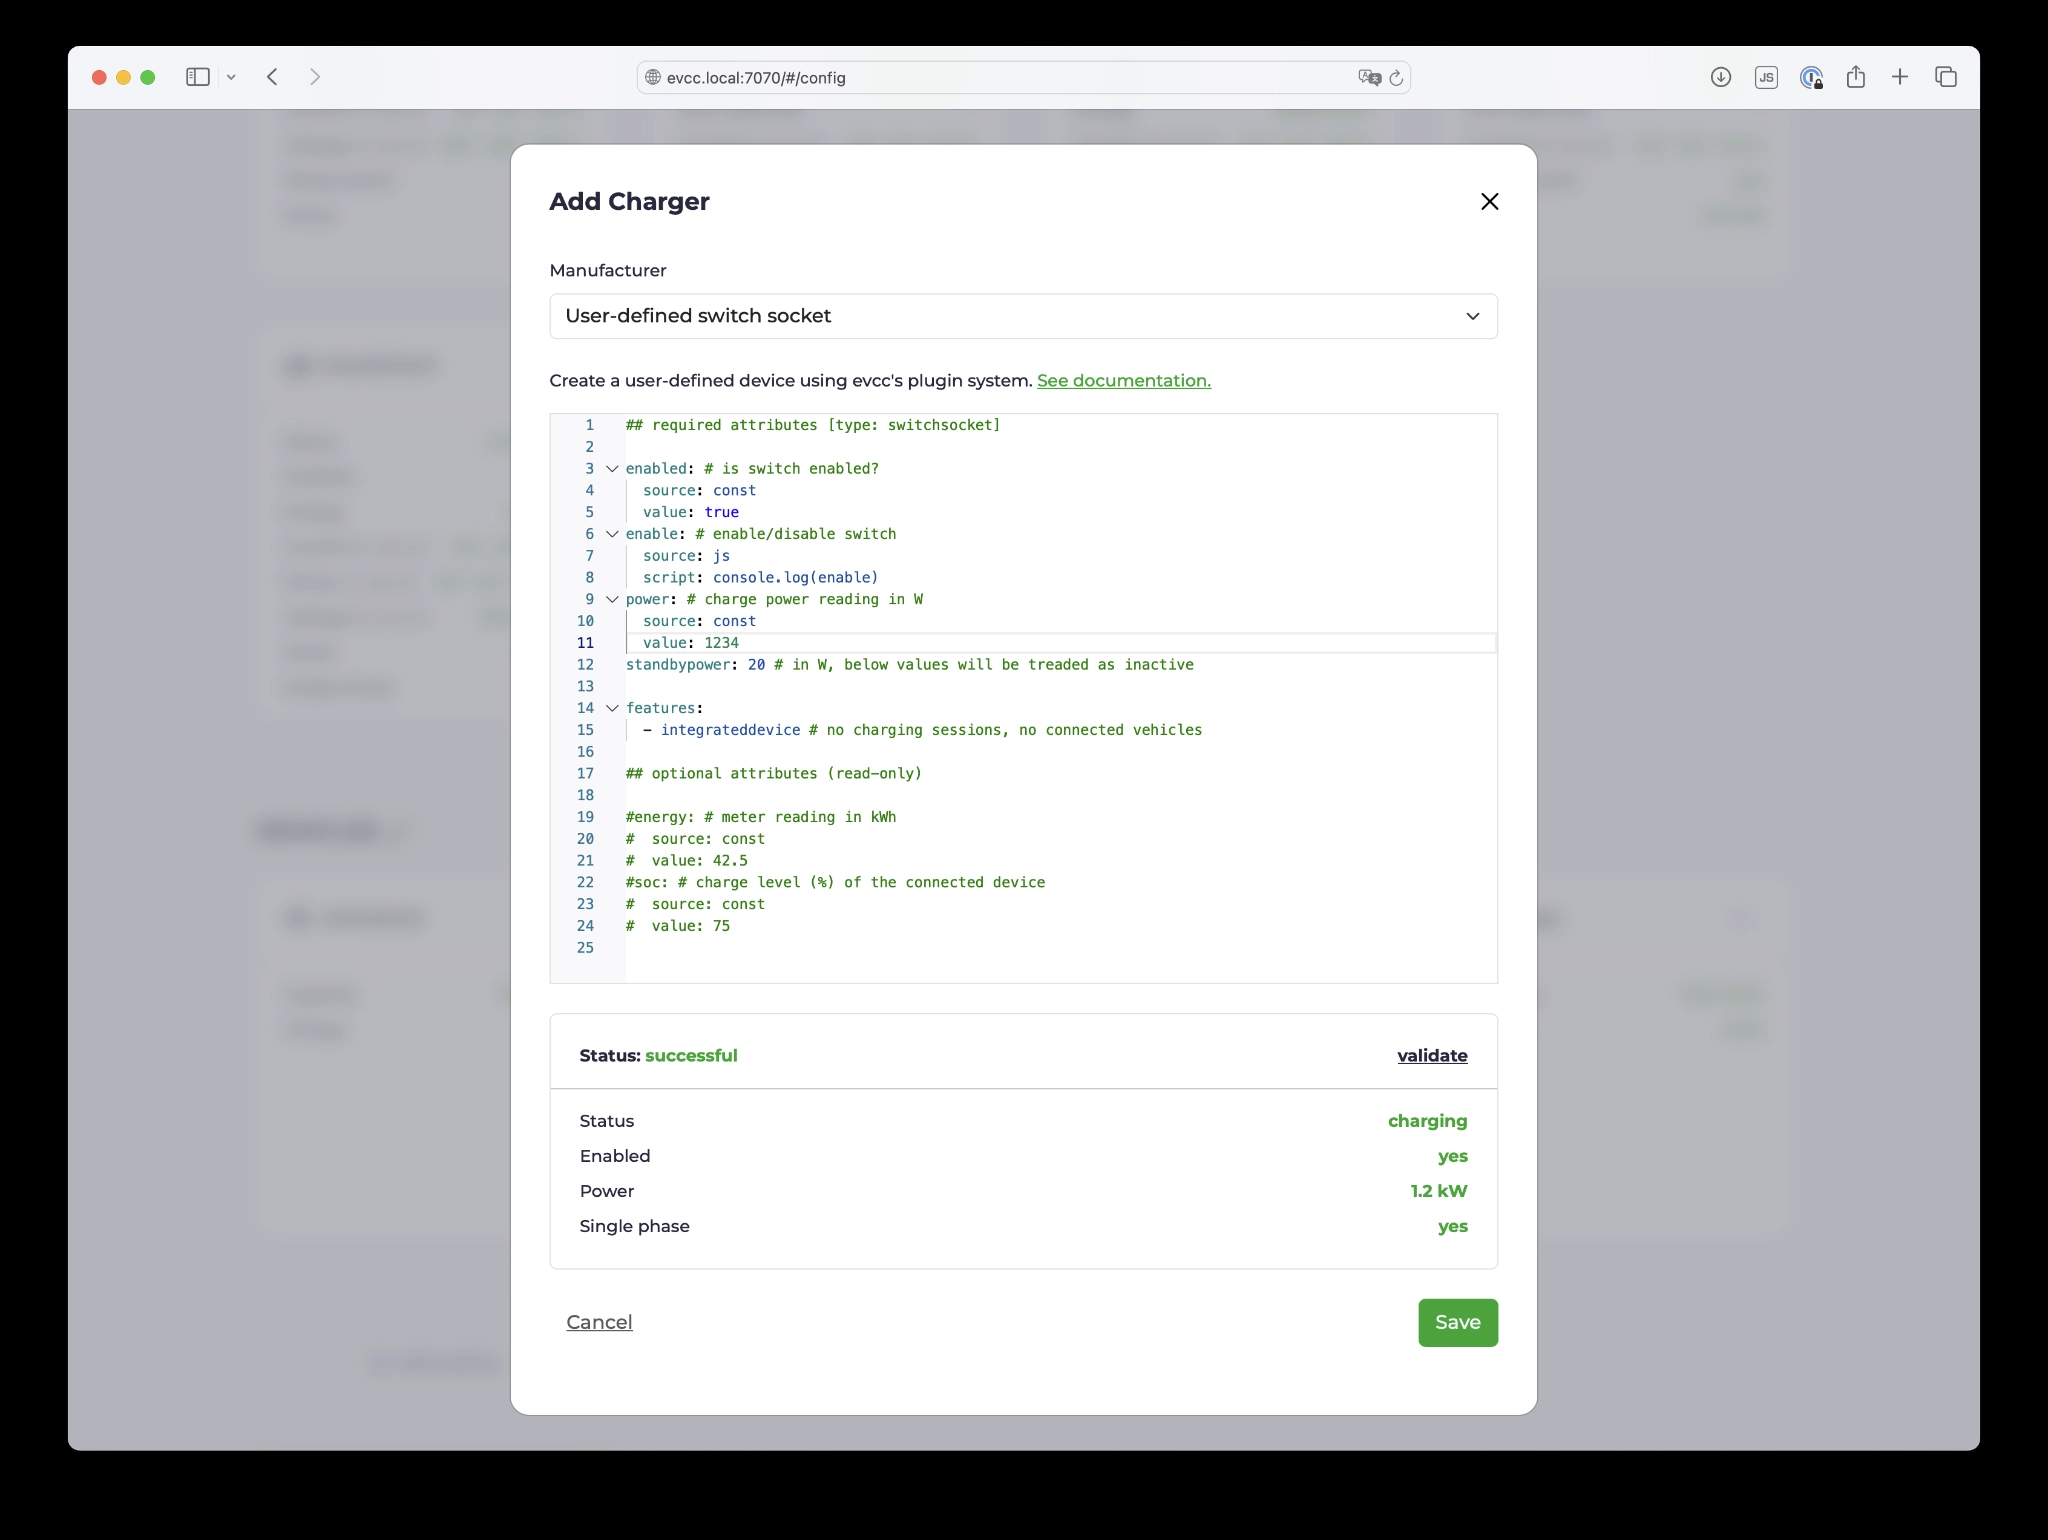 evcc.local:7070/#/config
JS
Add Charger
Manufacturer
User-defined switch socket
Create a user-defined device using evcc's plugin system. See documentation.
1 ## required attributes [type: switchsocket]
2
3 enabled: # is switch enabled?
4 source: const
5 value: true
6 enable: # enable/disable switch
7 source: js
8 script: console.log(enable)
9 power: # charge power reading in W
10 source: const
11 value: 1234
12 standbypower: 20 # in W, below values will be treaded as inactive
13
14 features:
15 - integrateddevice # no charging sessions, no connected vehicles
16
17 ## optional attributes (read-only)
18
19 #energy: # meter reading in kWh
20 # source: const
21 # value: 42.5
22 #soc: # charge level (%) of the connected device
23 # source: const
24 # value: 75
25
Status: successful validate
Status charging
Enabled yes
Power 1.2 kW
Single phase yes
Cancel Save